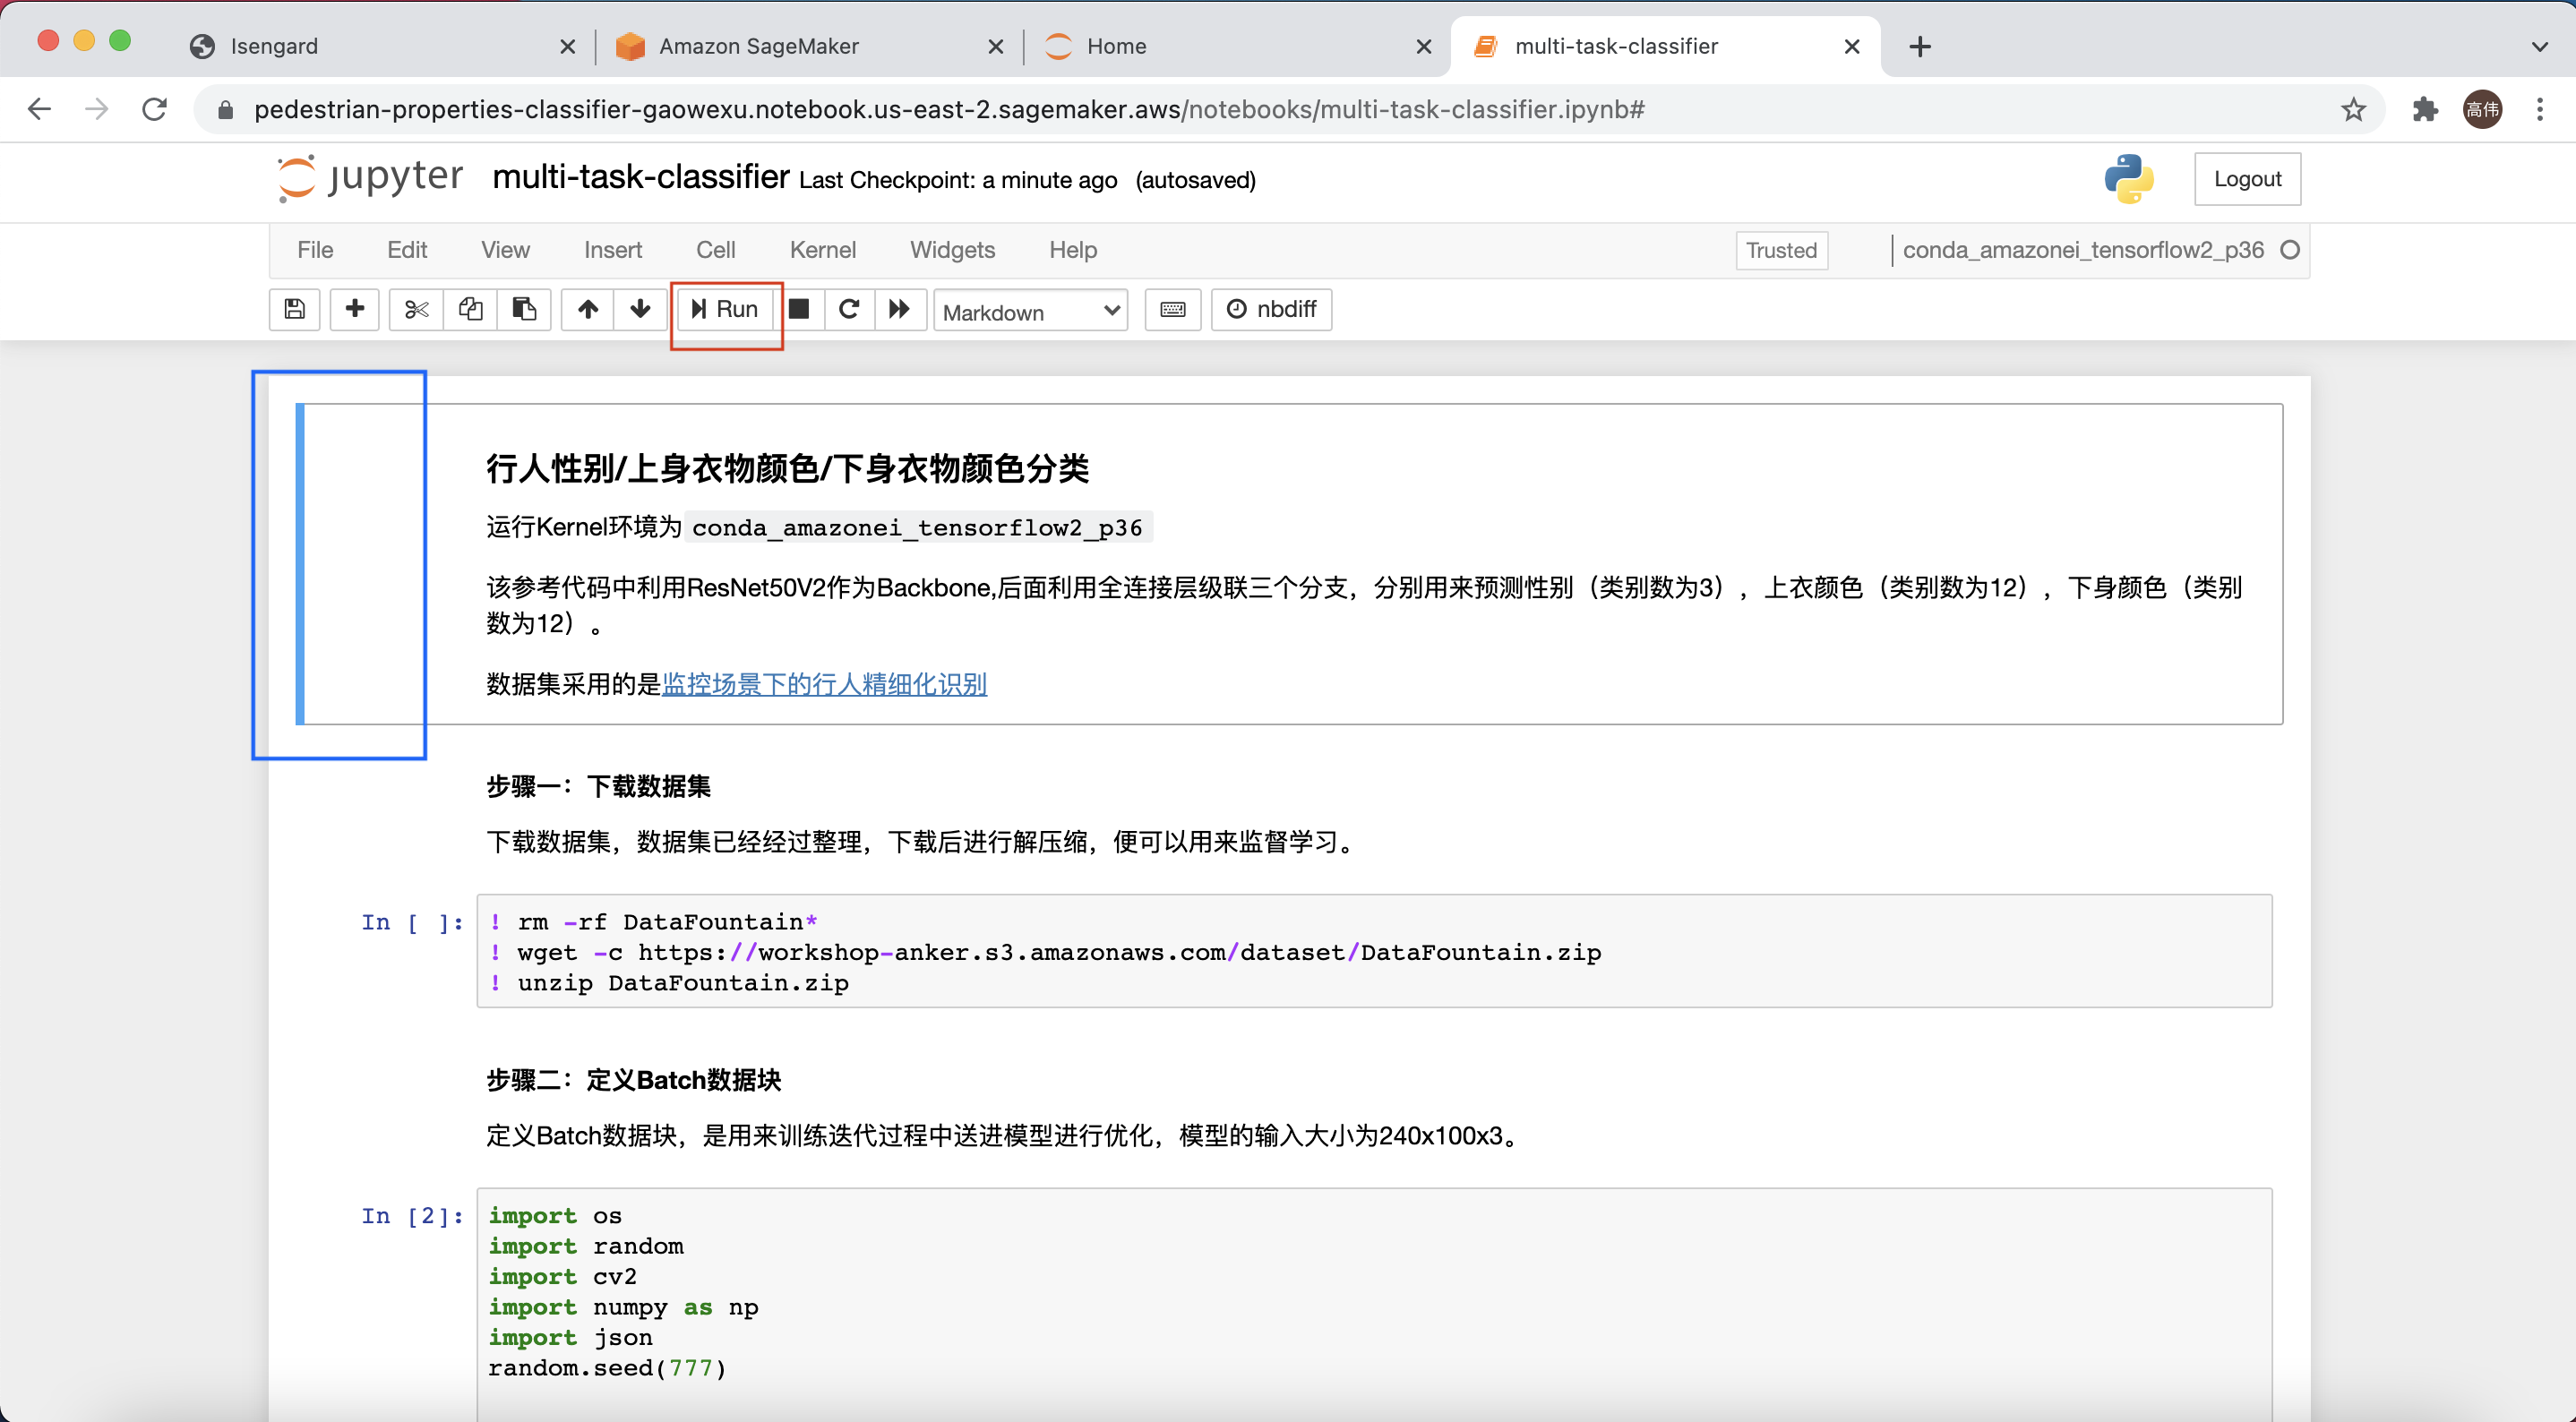 Isengard
Amazon SageMaker
Home
multi-task-classifier
pedestrian-properties-classifier-gaowexu.notebook.us-east-2.sagemaker.aws/notebooks/multi-task-classifier.ipynb#
高伟
jupyter multi-task-classifier Last Checkpoint: a minute ago (autosaved)
Logout
File Edit View Insert Cell Kernel Widgets Help
Trusted
conda_amazonei_tensorflow2_p36
Run
Markdown
nbdiff
行人性别/上身衣物颜色/下身衣物颜色分类
运行Kernel环境为 conda_amazonei_tensorflow2_p36
该参考代码中利用ResNet50V2作为Backbone,后面利用全连接层级联三个分支，分别用来预测性别（类别数为3），上衣颜色（类别数为12），下身颜色（类别
数为12）。
数据集采用的是监控场景下的行人精细化识别
步骤一：下载数据集
下载数据集，数据集已经经过整理，下载后进行解压缩，便可以用来监督学习。
In [ ]:
! rm -rf DataFountain*
! wget -c https://workshop-anker.s3.amazonaws.com/dataset/DataFountain.zip
! unzip DataFountain.zip
步骤二：定义Batch数据块
定义Batch数据块，是用来训练迭代过程中送进模型进行优化，模型的输入大小为240x100x3。
In [2]:
import os
import random
import cv2
import numpy as np
import json
random.seed(777)